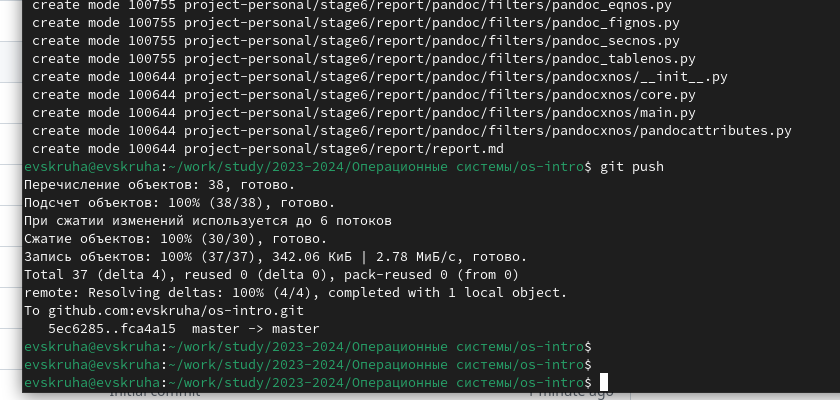 create mode 100755 project-personal/stage6/report/pandoc/filters/pandoc_eqnos.py
create mode 100755 project-personal/stage6/report/pandoc/filters/pandoc_fignos.py
create mode 100755 project-personal/stage6/report/pandoc/filters/pandoc_secnos.py
create mode 100755 project-personal/stage6/report/pandoc/filters/pandoc_tablenos.py
create mode 100644 project-personal/stage6/report/pandoc/filters/pandocxnos/__init__.py
create mode 100644 project-personal/stage6/report/pandoc/filters/pandocxnos/core.py
create mode 100644 project-personal/stage6/report/pandoc/filters/pandocxnos/main.py
create mode 100644 project-personal/stage6/report/pandoc/filters/pandocxnos/pandocattributes.py
create mode 100644 project-personal/stage6/report/report.md
evskruha@evskruha:~/work/study/2023-2024/Операционные системы/os-intro$ git push
Перечисление объектов: 38, готово.
Подсчет объектов: 100% (38/38), готово.
При сжатии изменений используется до 6 потоков
Сжатие объектов: 100% (30/30), готово.
Запись объектов: 100% (37/37), 342.06 КиБ | 2.78 МиБ/с, готово.
Total 37 (delta 4), reused 0 (delta 0), pack-reused 0 (from 0)
remote: Resolving deltas: 100% (4/4), completed with 1 local object.
To github.com:evskruha/os-intro.git
5ec6285..fca4a15 master -> master
evskruha@evskruha:~/work/study/2023-2024/Операционные системы/os-intro$
evskruha@evskruha:~/work/study/2023-2024/Операционные системы/os-intro$
evskruha@evskruha:~/work/study/2023-2024/Операционные системы/os-intro$
Initial commit 1 minute ago